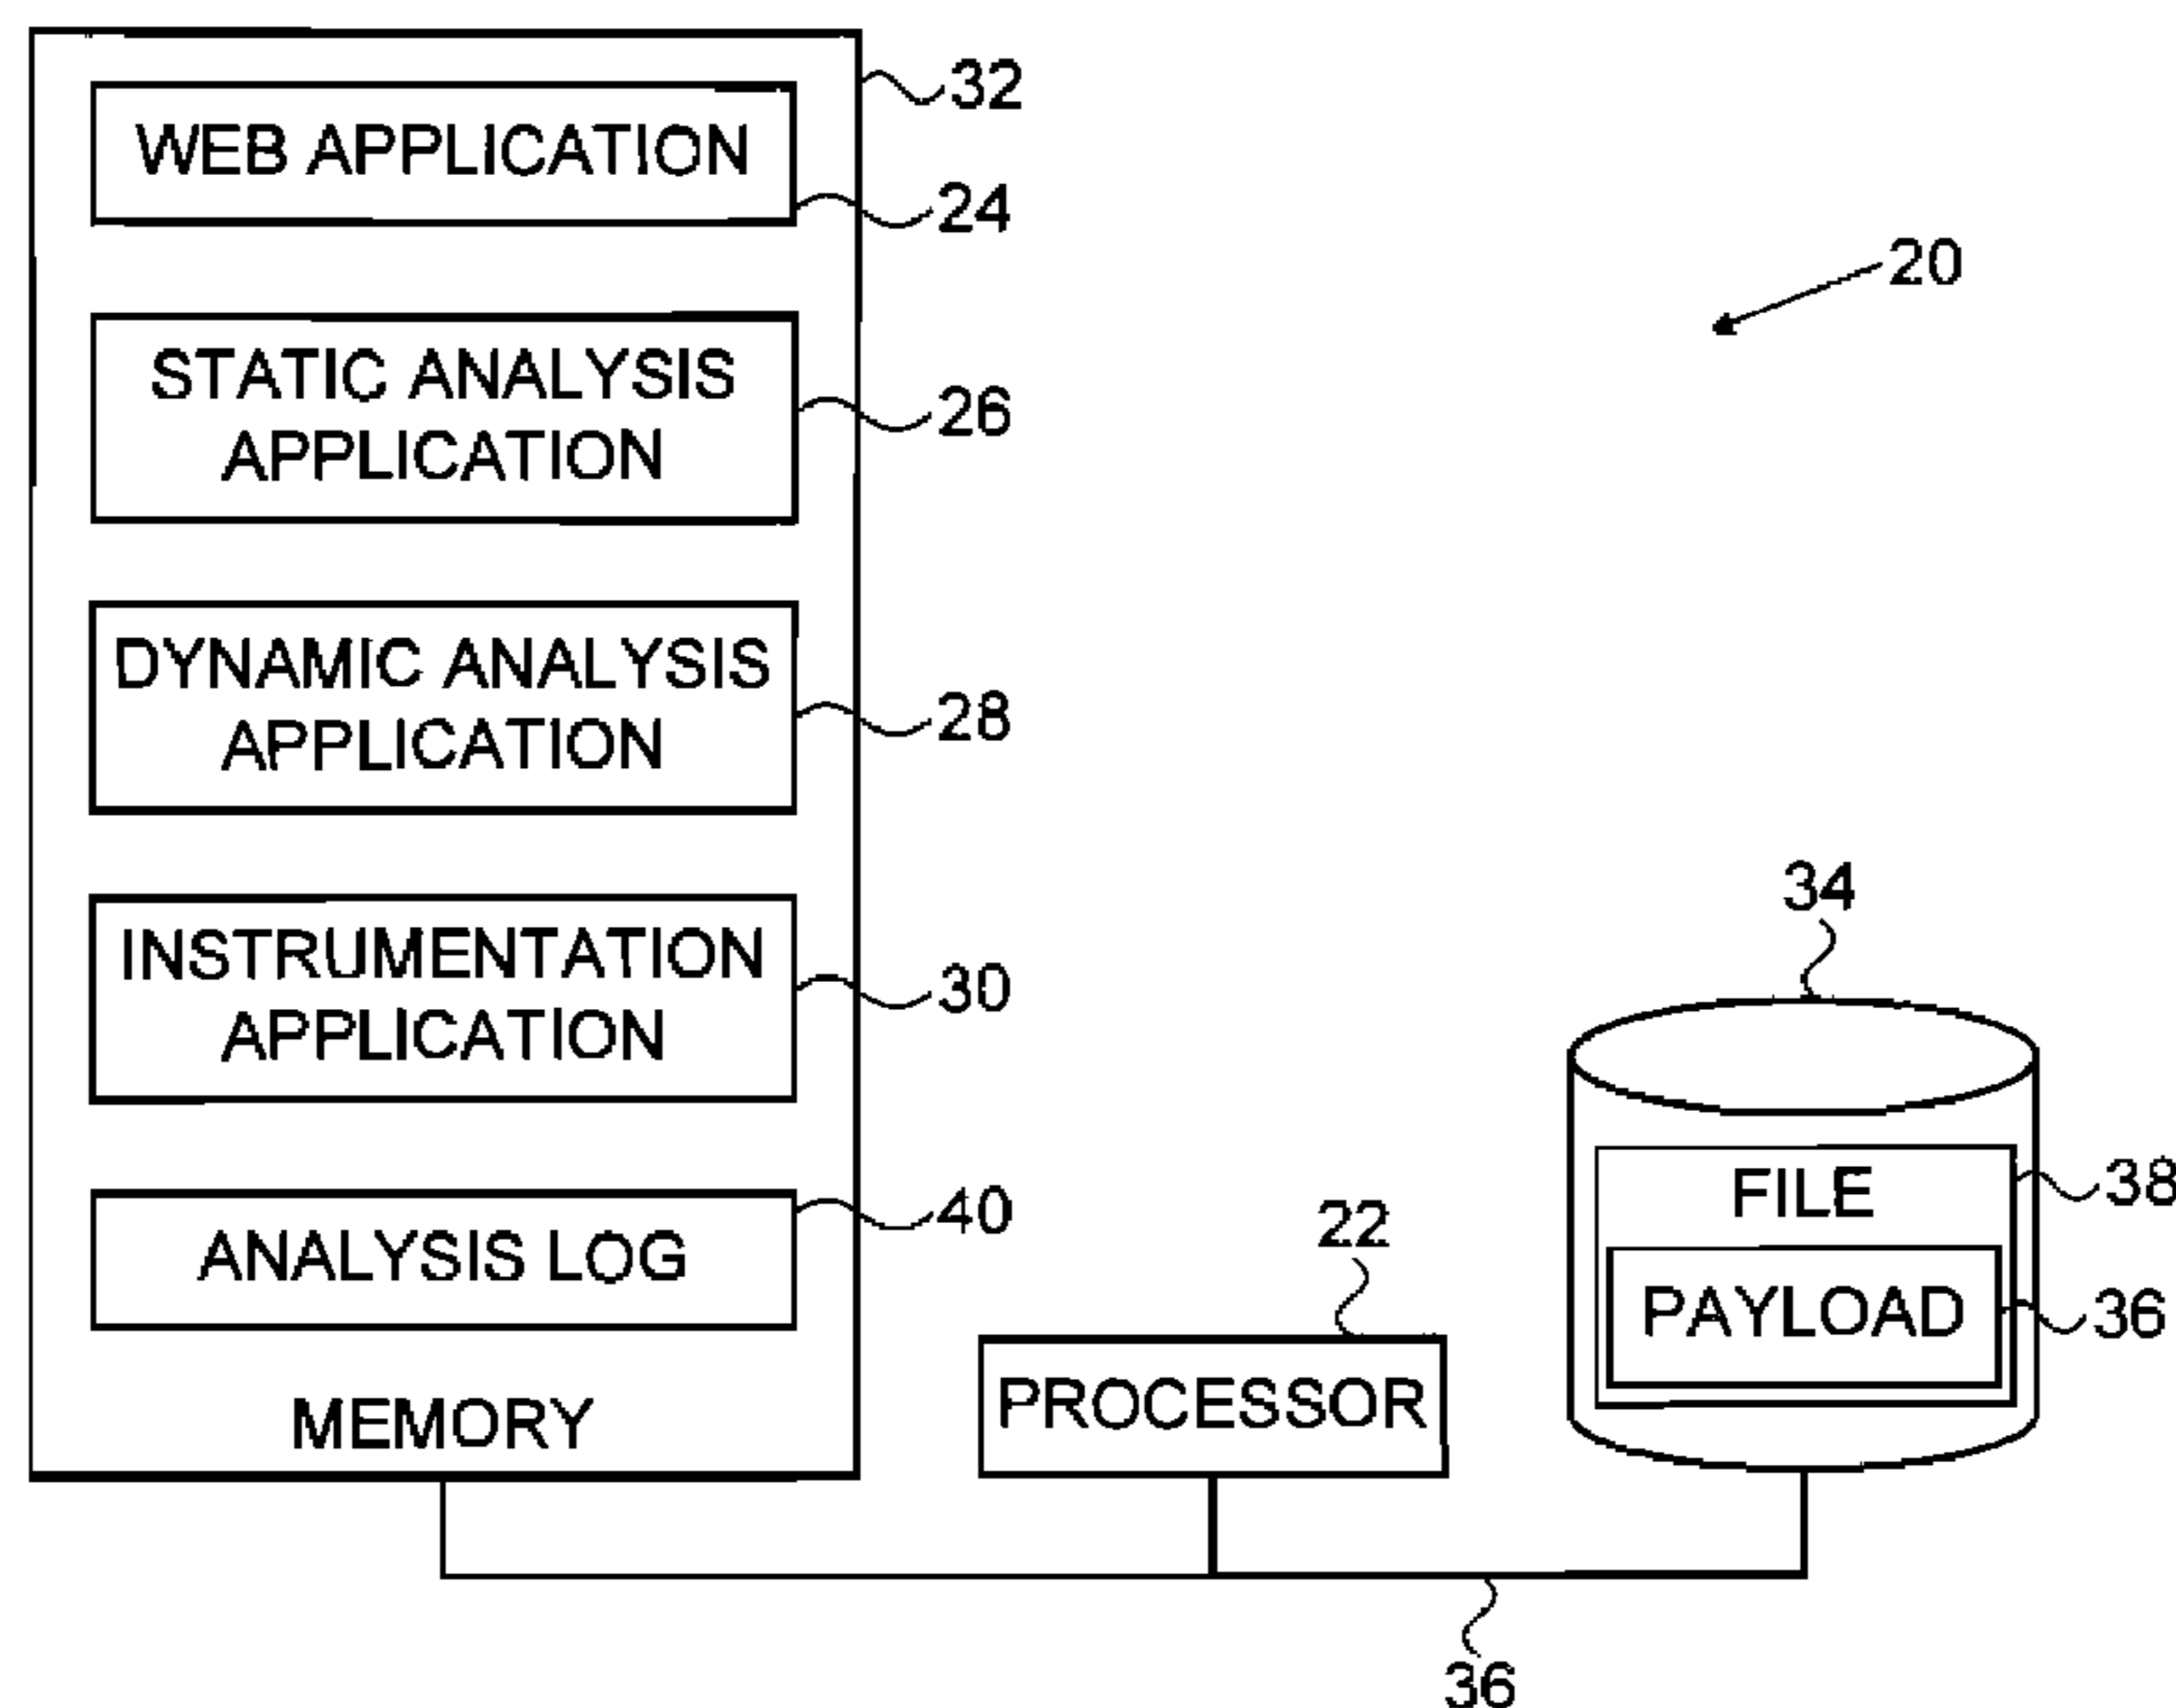 WEB APPLICATION
32
24
20
STATIC ANALYSIS
APPLICATION
26
DYNAMIC ANALYSIS
APPLICATION
28
INSTRUMENTATION
APPLICATION
30
ANALYSIS LOG
40
MEMORY
22
PROCESSOR
34
FILE
38
PAYLOAD
36
36